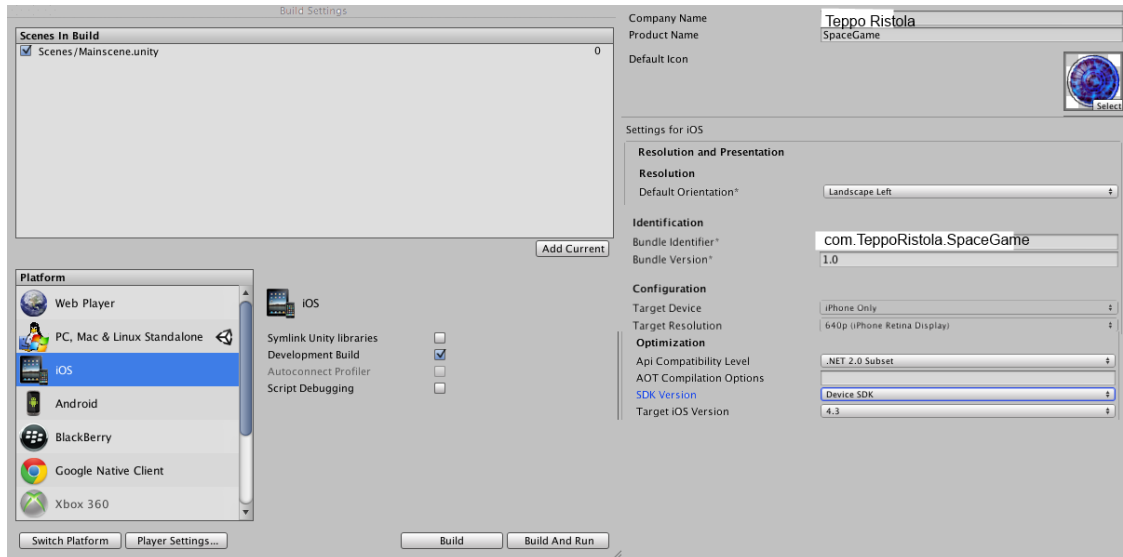 Build Settings
Scenes In Build
Scenes/Mainscene.unity 0
Add Current
Platform
Web Player
PC, Mac & Linux Standalone
iOS
Android
BlackBerry
Google Native Client
Xbox 360
iOS
Symlink Unity libraries
Development Build
Autoconnect Profiler
Script Debugging
Switch Platform Player Settings... Build Build And Run
Company Name Teppo Ristola
Product Name SpaceGame
Default Icon
Select
Settings for iOS
Resolution and Presentation
Resolution
Default Orientation* Landscape Left
Identification
Bundle Identifier* com.TeppoRistola.SpaceGame
Bundle Version* 1.0
Configuration
Target Device iPhone Only
Target Resolution 640p (iPhone Retina Display)
Optimization
Api Compatibility Level .NET 2.0 Subset
AOT Compilation Options
SDK Version Device SDK
Target iOS Version 4.3